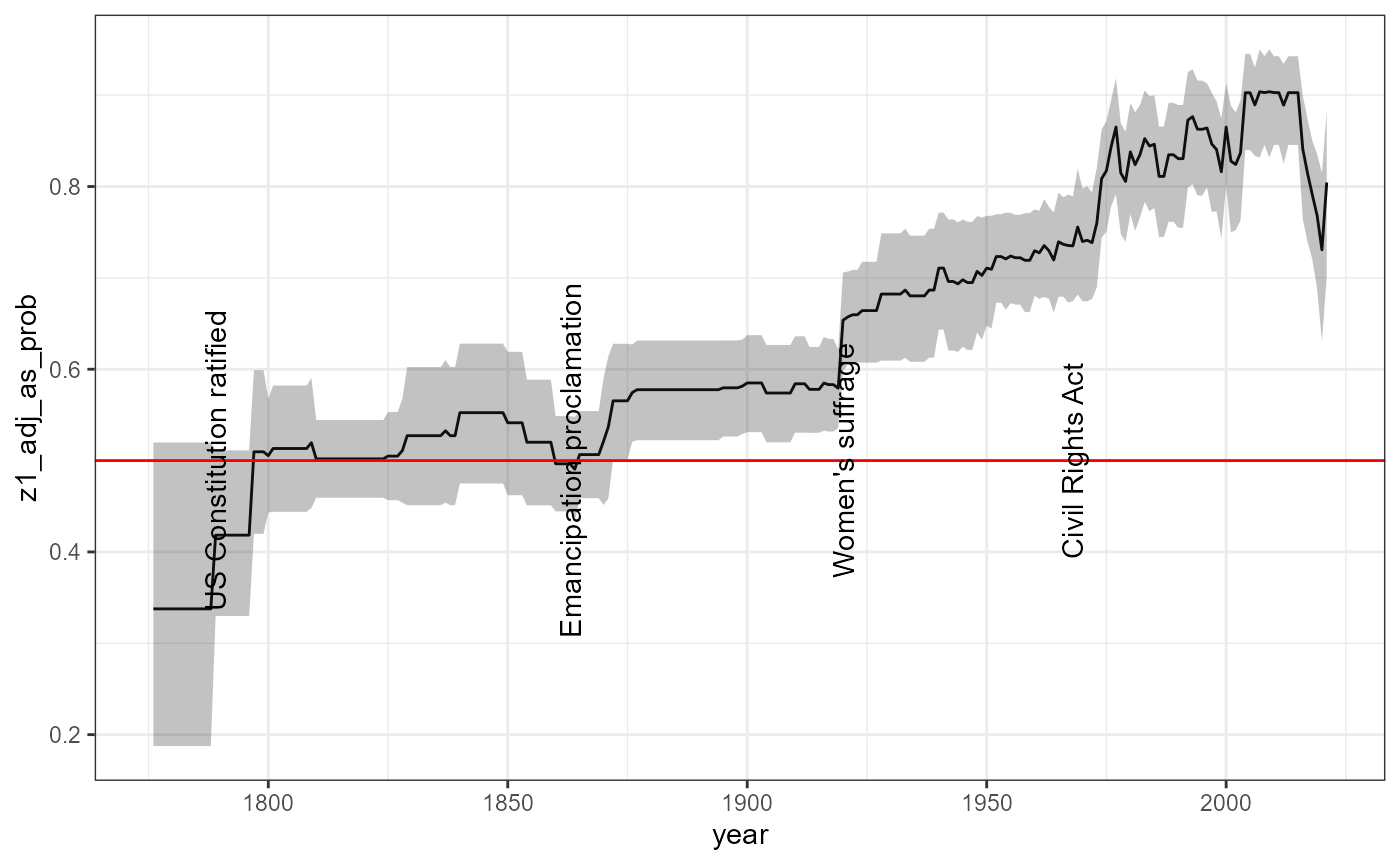 z1_adj_as_prob
0.8
0.6
0.4
0.2
US Constitution ratified
Emancipation proclamation
Women's suffrage
Civil Rights Act
1800
1850
1900
1950
2000
year